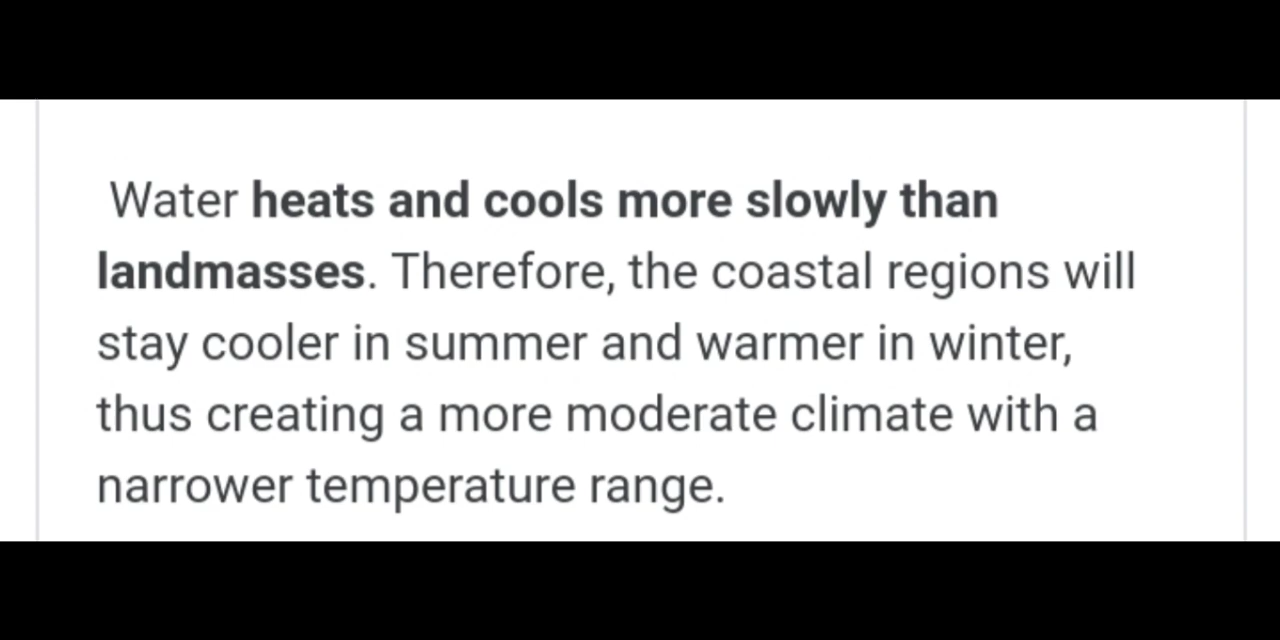 Water heats and cools more slowly than
landmasses. Therefore, the coastal regions will
stay cooler in summer and warmer in winter,
thus creating a more moderate climate with a
narrower temperature range.